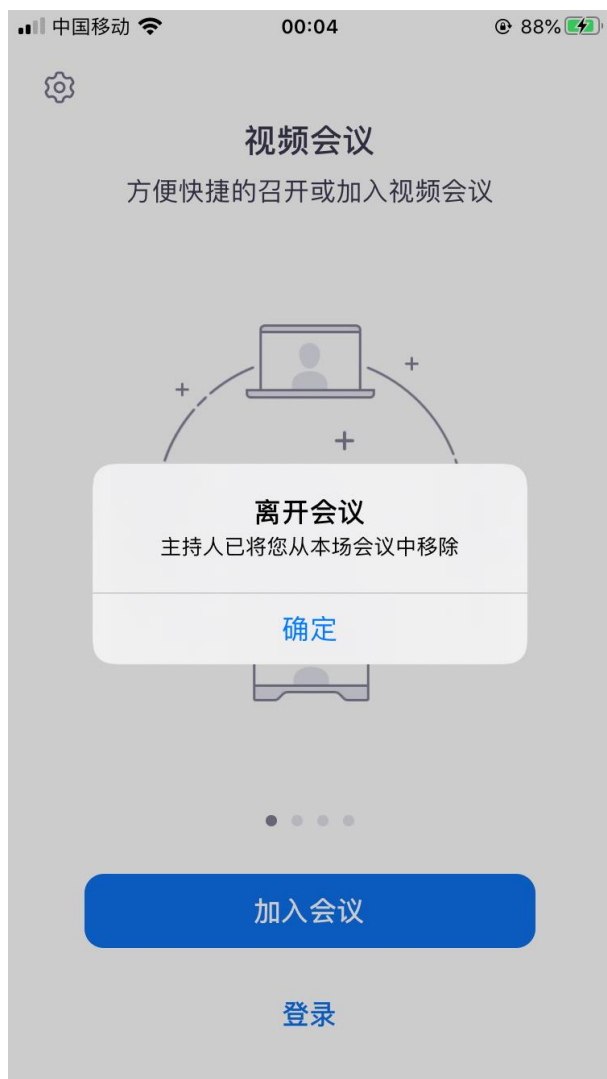 中国移动 00:04 88%
视频会议
方便快捷的召开或加入视频会议
离开会议
主持人已将您从本场会议中移除
确定
加入会议
登录